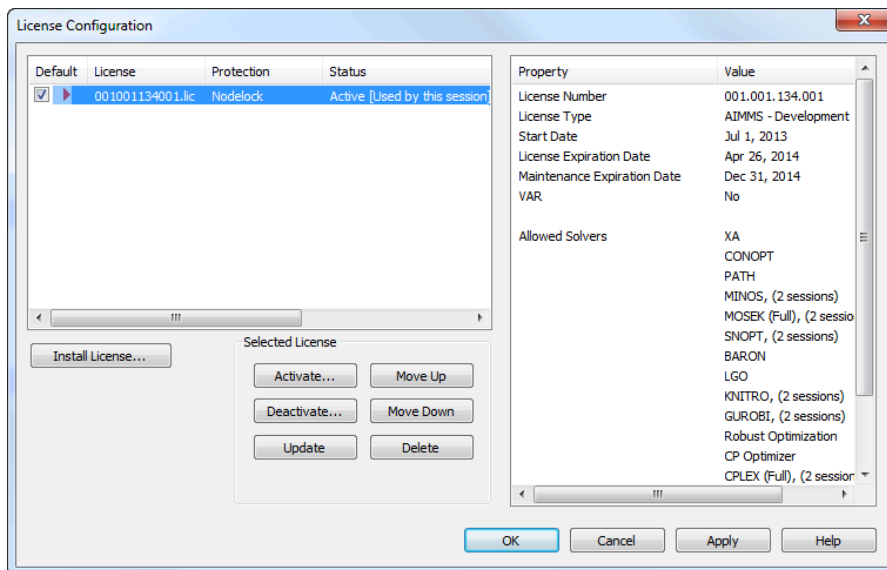 License Configuration
Default License Protection Status
001001134001.lic Nodelock Active [Used by this session]
Install License...
Selected License
Activate... Move Up
Deactivate... Move Down
Update Delete
Property Value
License Number 001.001.134.001
License Type AIMMS - Development
Start Date Jul 1, 2013
License Expiration Date Apr 26, 2014
Maintenance Expiration Date Dec 31, 2014
VAR No
Allowed Solvers XA
CONOPT
PATH
MINOS, (2 sessions)
MOSEK (Full), (2 sessio
SNOPT, (2 sessions)
BARON
LGO
KNITRO, (2 sessions)
GUROBI, (2 sessions)
Robust Optimization
CP Optimizer
CPLEX (Full), (2 session
OK Cancel Apply Help